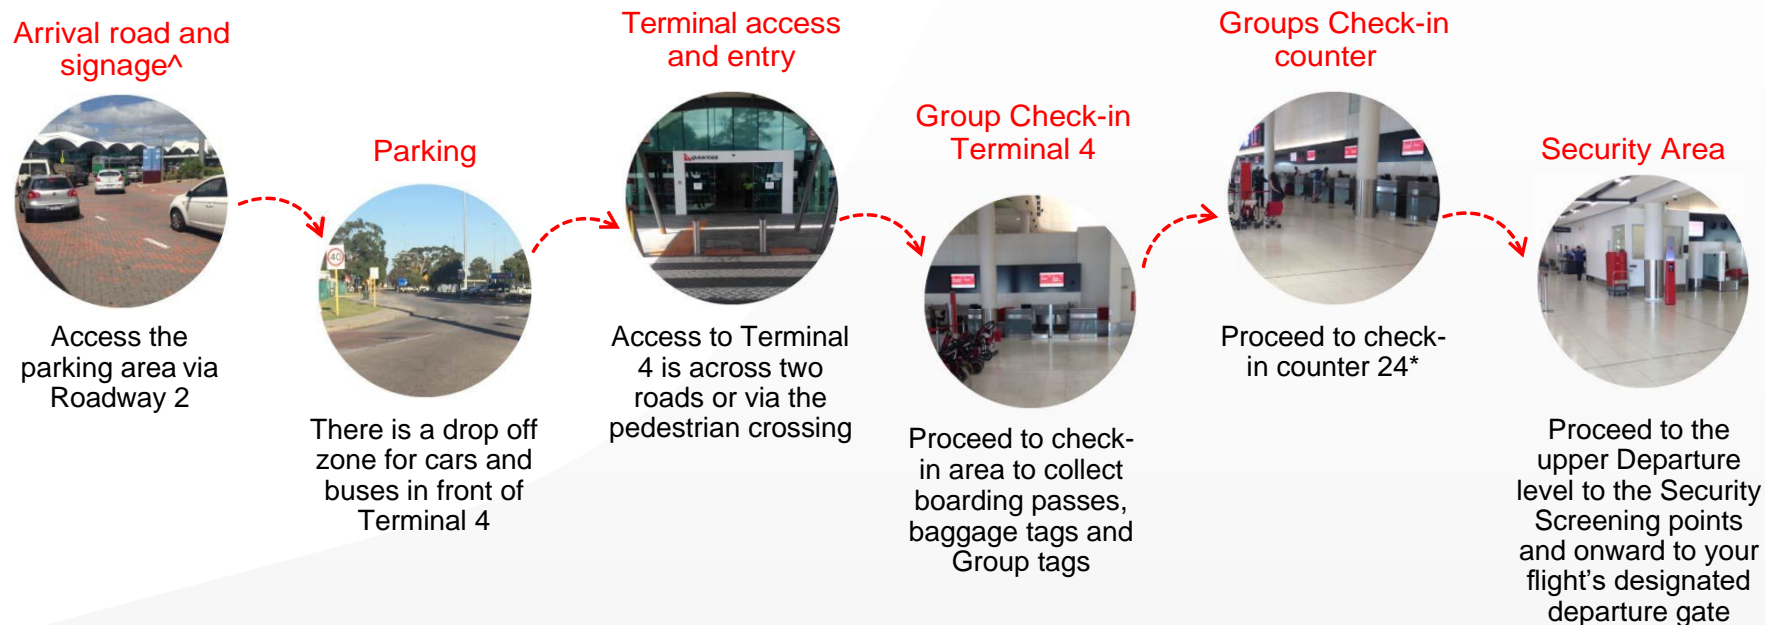 Arrival road and
signage^
Access the
parking area via
Roadway 2
Parking
40
There is a drop off
zone for cars and
buses in front of
Terminal 4
Terminal access
and entry
QANTAS
Access to Terminal
4 is across two
roads or via the
pedestrian crossing
Group Check-in
Terminal 4
Proceed to check-
in area to collect
boarding passes,
baggage tags and
Group tags
Groups Check-in
counter
Proceed to check-
in counter 24*
Security Area
Proceed to the
upper Departure
level to the Security
Screening points
and onward to your
flight’s designated
departure gate